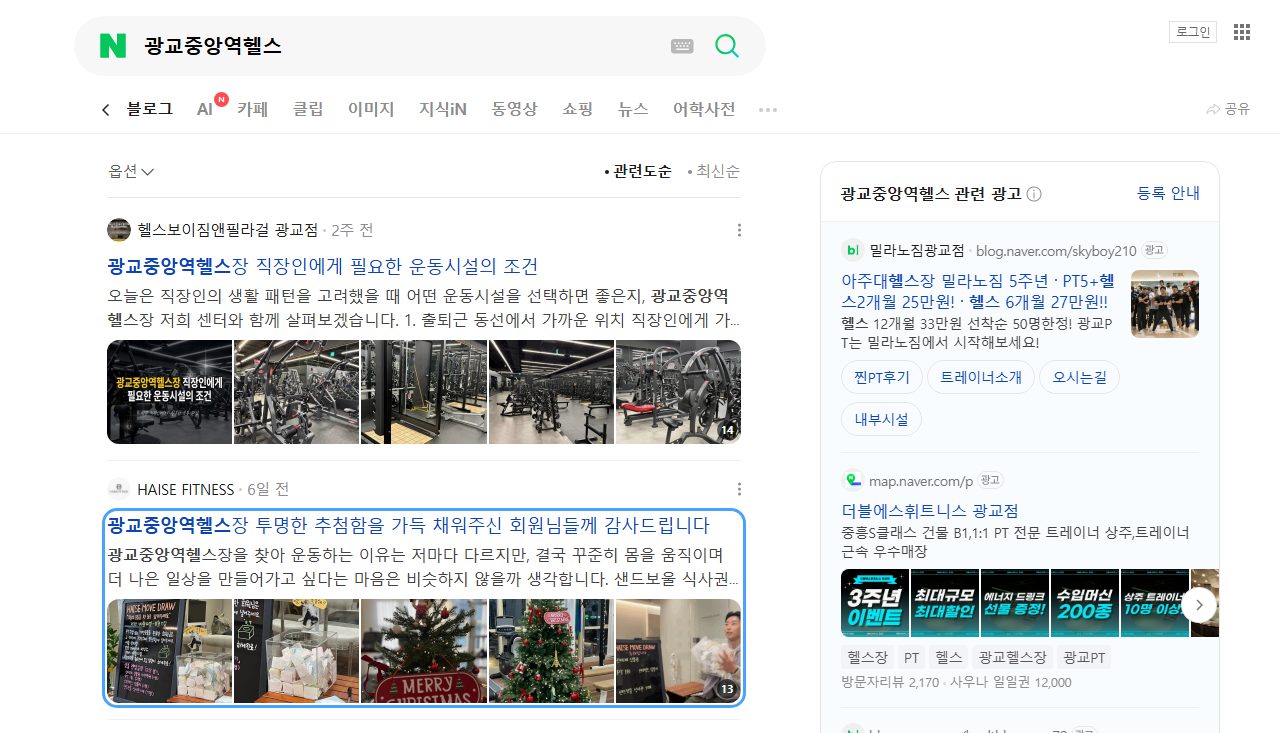 광교중앙역헬스
로그인
블로그 AI N 카페 클립 이미지 지식iN 동영상 쇼핑 뉴스 어학사전
공유
옵션
관련도순 최신순
헬스보이짐앤필라걸 광교점 · 2주 전
광교중앙역헬스장 직장인에게 필요한 운동시설의 조건
오늘은 직장인의 생활 패턴을 고려했을 때 어떤 운동시설을 선택하면 좋은지, 광교중앙역
헬스장 저희 센터와 함께 살펴보겠습니다. 1. 출퇴근 동선에서 가까운 위치 직장인에게 가...
광교중앙역헬스장 직장인에게
필요한 운동시설의 조건
14
HAISE FITNESS · 6일 전
광교중앙역헬스장 투명한 추첨함을 가득 채워주신 회원님들께 감사드립니다
광교중앙역헬스장을 찾아 운동하는 이유는 저마다 다르지만, 결국 꾸준히 몸을 움직이며
더 나은 일상을 만들어가고 싶다는 마음은 비슷하지 않을까 생각합니다. 샌드보울 식사권...
HAISE MOVE DRAW
MERRY
CHRISTMAS
HAISE MOVE DRAW
13
광교중앙역헬스 관련 광고
등록 안내
밀라노짐광교점 · blog.naver.com/skyboy210 광고
아주대헬스장 밀라노짐 5주년 · PT5+헬
스2개월 25만원! · 헬스 6개월 27만원!!
헬스 12개월 33만원 선착순 50명한정! 광교P
T는 밀라노짐에서 시작해보세요!
찐PT후기 트레이너소개 오시는길
내부시설
map.naver.com/p 광고
더블에스휘트니스 광교점
중흥S클래스 건물 B1,1:1 PT 전문 트레이너 상주,트레이너
근속 우수매장
3주년
이벤트
최대규모
최대할인
에너지 드링크
선물 증정!
수입머신
200종
상주 트레이너
10명 이상
헬스장 PT 헬스 광교헬스장 광교PT
방문자리뷰 2,170 · 사우나 일일권 12,000